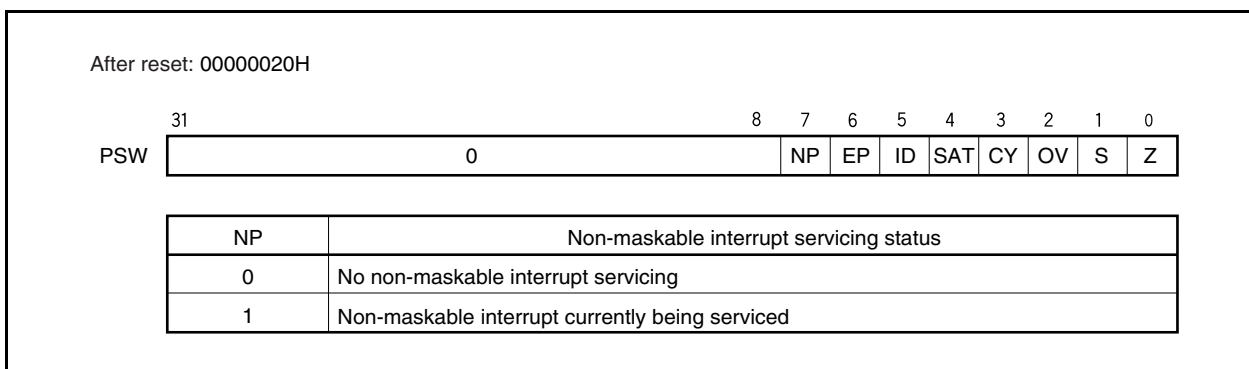 After reset: 00000020H
31 8 7 6 5 4 3 2 1 0
PSW 0 NP EP ID SAT CY OV S Z
NP Non-maskable interrupt servicing status
0 No non-maskable interrupt servicing
1 Non-maskable interrupt currently being serviced